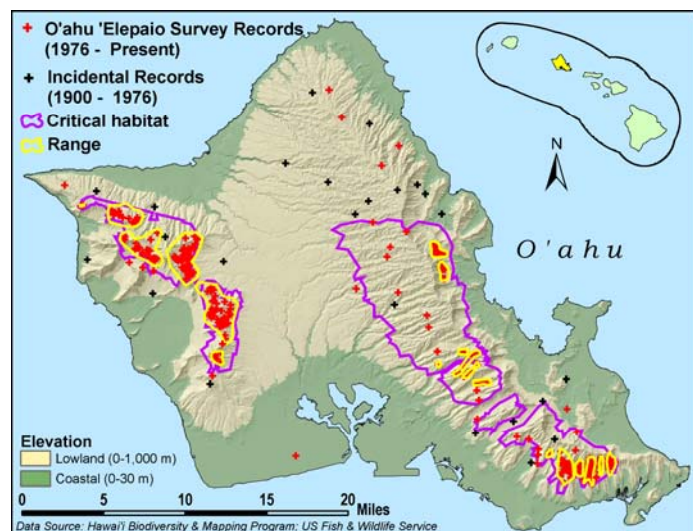 O'ahu 'Elepaio Survey Records
(1976 - Present)
Incidental Records
(1900 - 1976)
Critical habitat
Range
N
O'ahu
Elevation
Lowland (0-1,000 m)
Coastal (0-30 m)
0 5 10 15 20
Miles
Data Source: Hawai'i Biodiversity & Mapping Program; US Fish & Wildlife Service